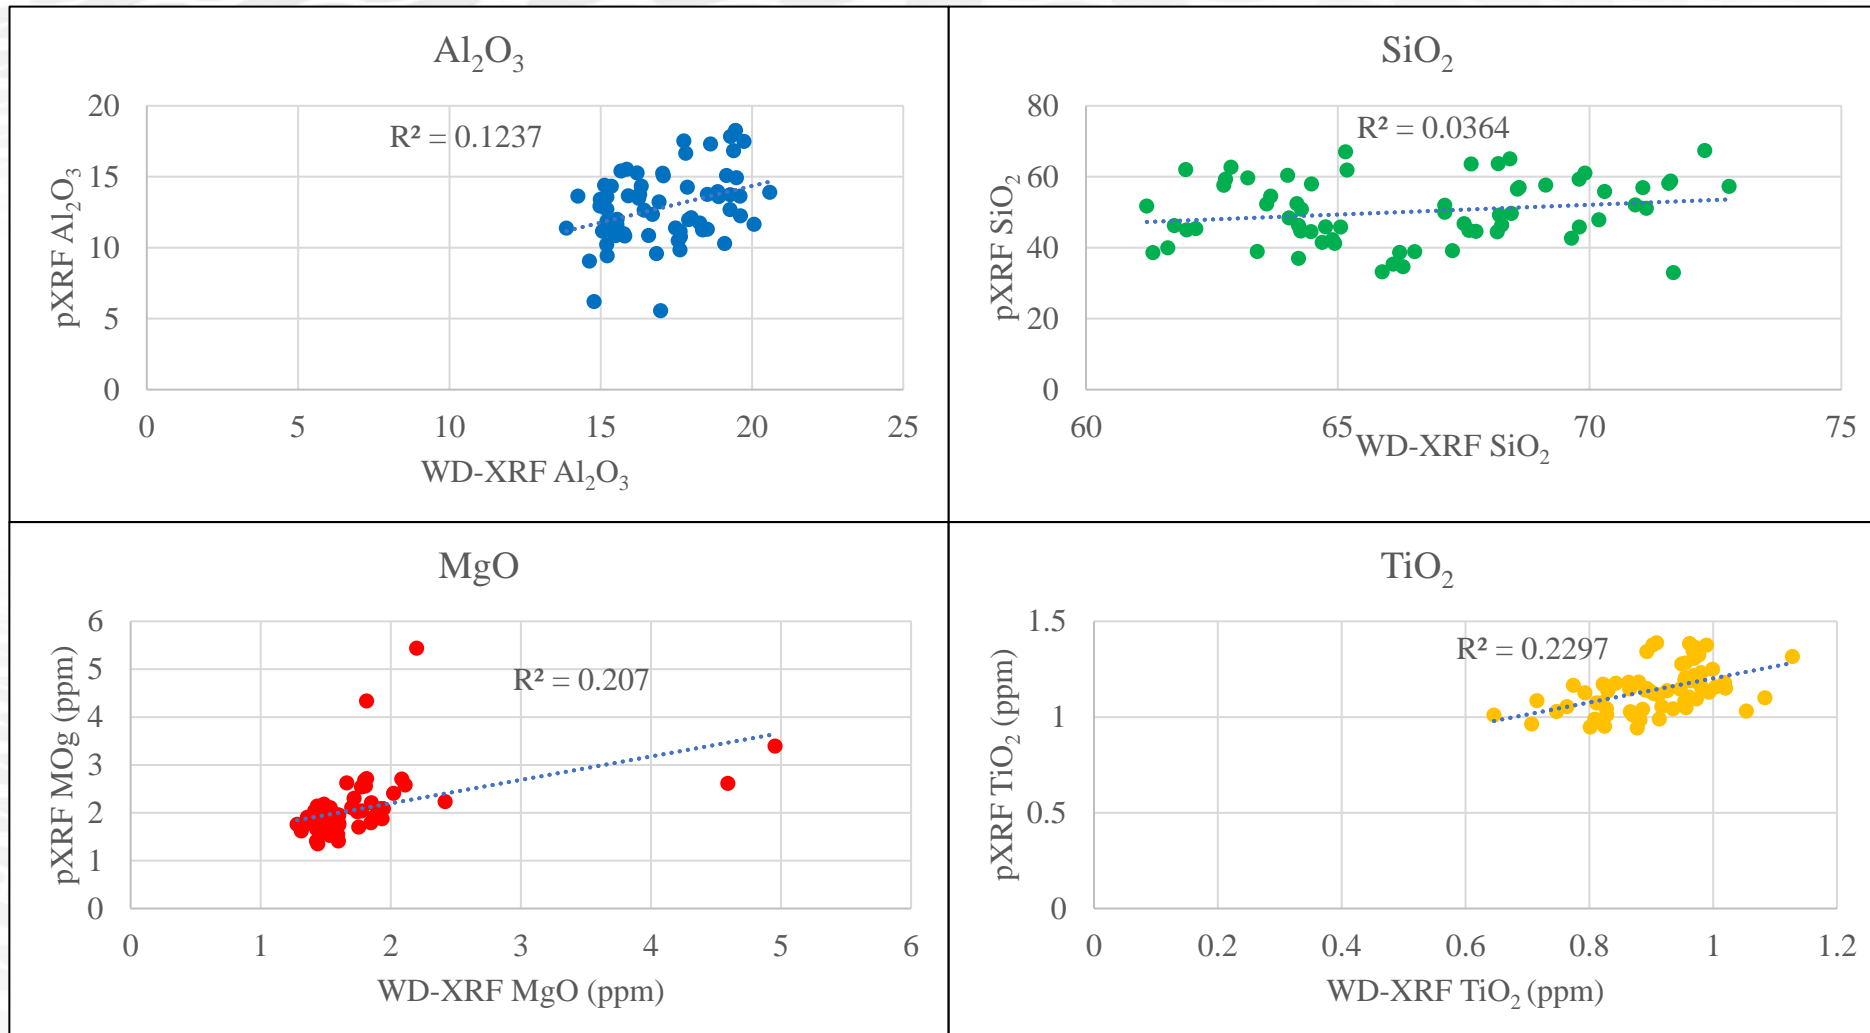 Al₂O₃
20
15
10
5
0
0
5
10
15
20
25
R² = 0.1237
pXRF Al₂O₃
WD-XRF Al₂O₃
SiO₂
80
60
40
20
0
60
65
70
75
R² = 0.0364
pXRF SiO₂
WD-XRF SiO₂
MgO
6
5
4
3
2
1
0
0
1
2
3
4
5
6
R² = 0.207
pXRF MOg (ppm)
WD-XRF MgO (ppm)
TiO₂
1.5
1
0.5
0
0
0.2
0.4
0.6
0.8
1
1.2
R² = 0.2297
pXRF TiO₂ (ppm)
WD-XRF TiO₂ (ppm)